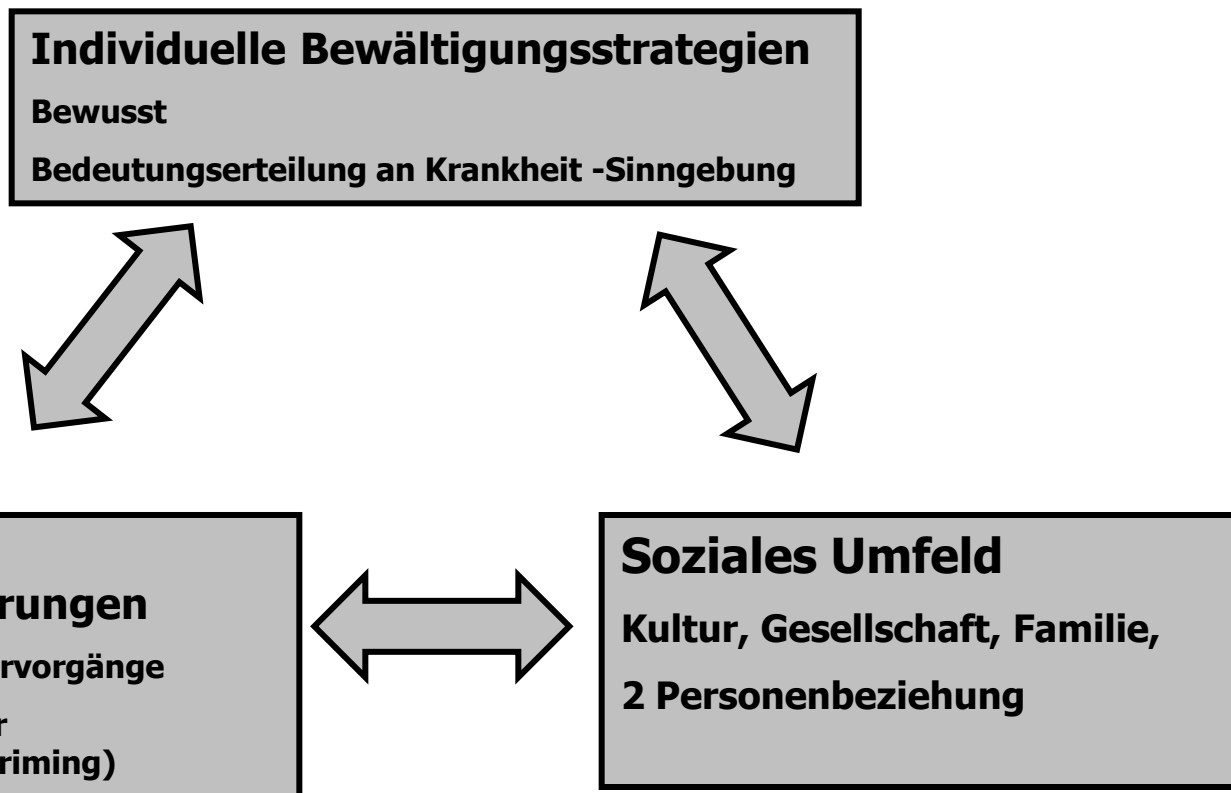 Individuelle Bewältigungsstrategien
Bewusst
Bedeutungserteilung an Krankheit -Sinngebung
rungen
rvorgänge
r
riming)
Soziales Umfeld
Kultur, Gesellschaft, Familie,
2 Personenbeziehung